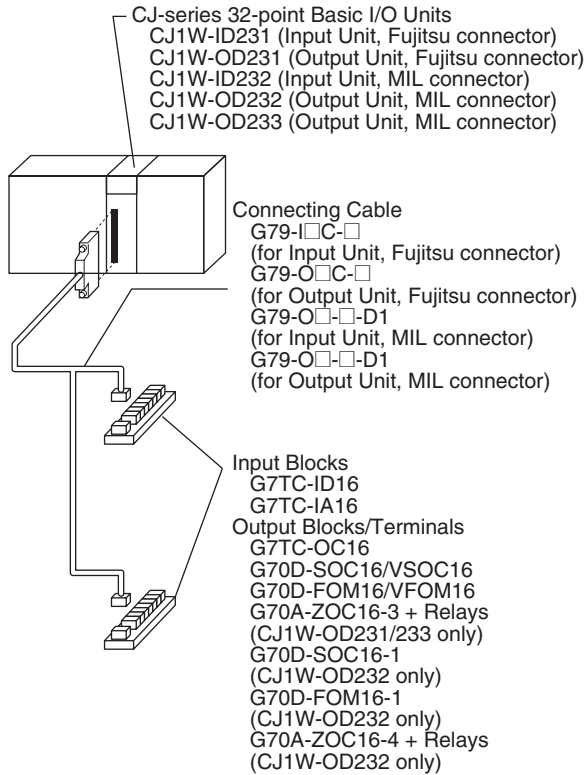 CJ-series 32-point Basic I/O Units
CJ1W-ID231 (Input Unit, Fujitsu connector)
CJ1W-OD231 (Output Unit, Fujitsu connector)
CJ1W-ID232 (Input Unit, MIL connector)
CJ1W-OD232 (Output Unit, MIL connector)
CJ1W-OD233 (Output Unit, MIL connector)
Connecting Cable
G79-I□C-□
(for Input Unit, Fujitsu connector)
G79-O□C-□
(for Output Unit, Fujitsu connector)
G79-O□-□-D1
(for Input Unit, MIL connector)
G79-O□-□-D1
(for Output Unit, MIL connector)
Input Blocks
G7TC-ID16
G7TC-IA16
Output Blocks/Terminals
G7TC-OC16
G70D-SOC16/VSOC16
G70D-FOM16/VFOM16
G70A-ZOC16-3 + Relays
(CJ1W-OD231/233 only)
G70D-SOC16-1
(CJ1W-OD232 only)
G70D-FOM16-1
(CJ1W-OD232 only)
G70A-ZOC16-4 + Relays
(CJ1W-OD232 only)